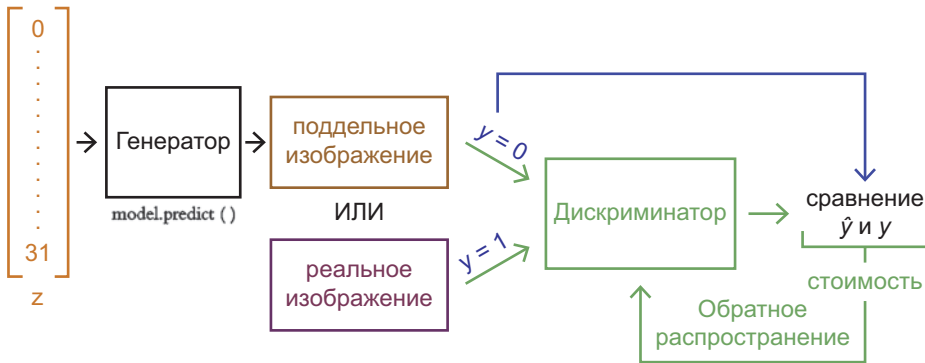 0
31
z
Генератор
model.predict ()
поддельное
изображение
ИЛИ
реальное
изображение
y = 0
y = 1
Дискриминатор
сравнение
ŷ и y
стоимость
Обратное
распространение